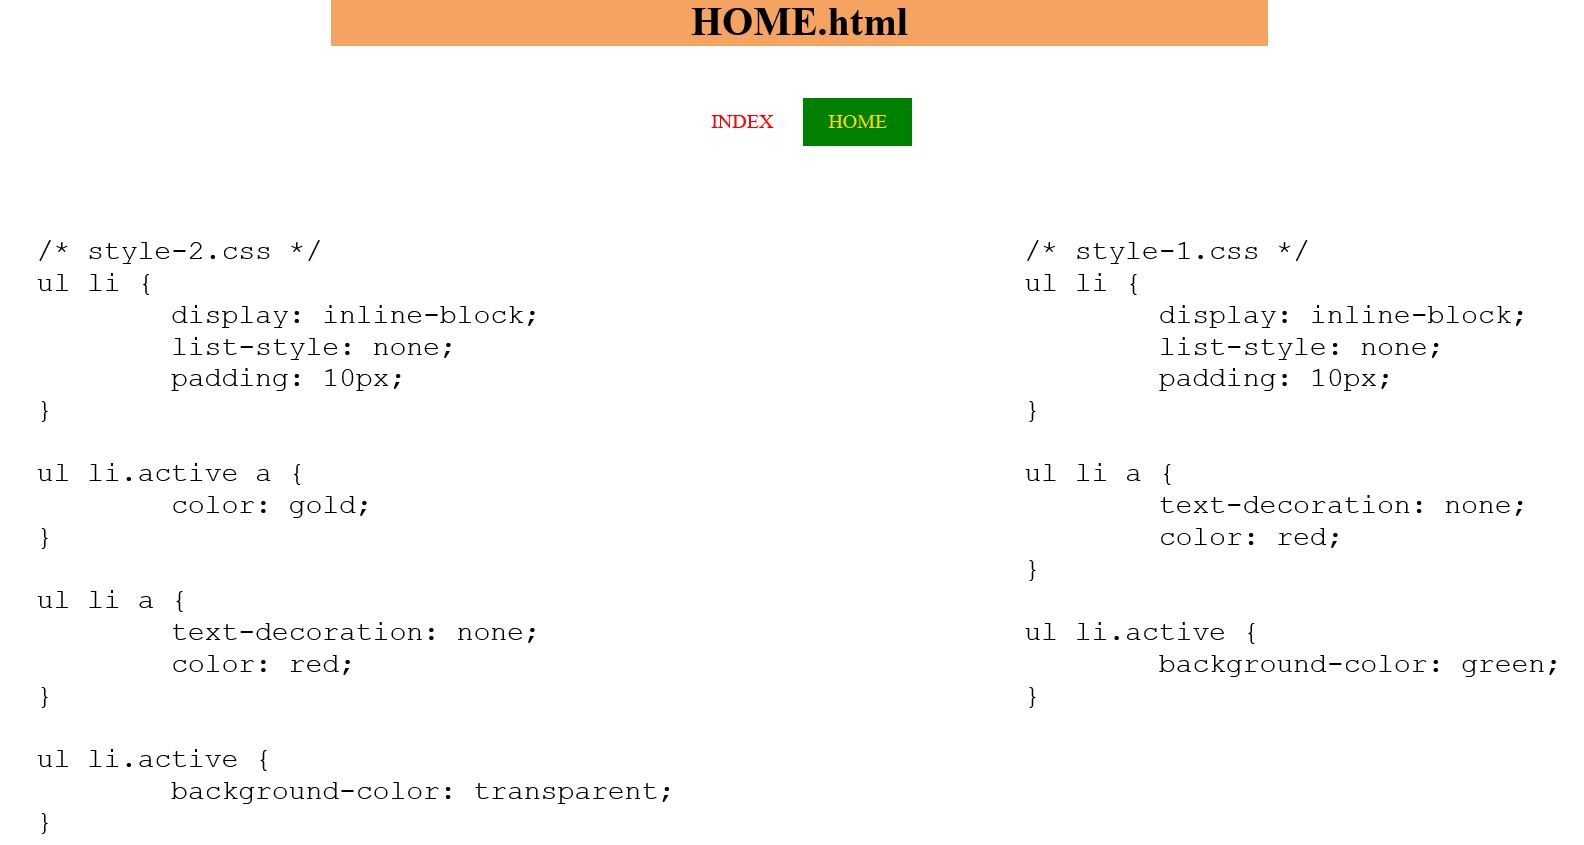 HOME.html
INDEX HOME
/* style-2.css */
ul li {
display: inline-block;
list-style: none;
padding: 10px;
}
ul li.active a {
color: gold;
}
ul li a {
text-decoration: none;
color: red;
}
ul li.active {
background-color: transparent;
}
/* style-1.css */
ul li {
display: inline-block;
list-style: none;
padding: 10px;
}
ul li a {
text-decoration: none;
color: red;
}
ul li.active {
background-color: green;
}